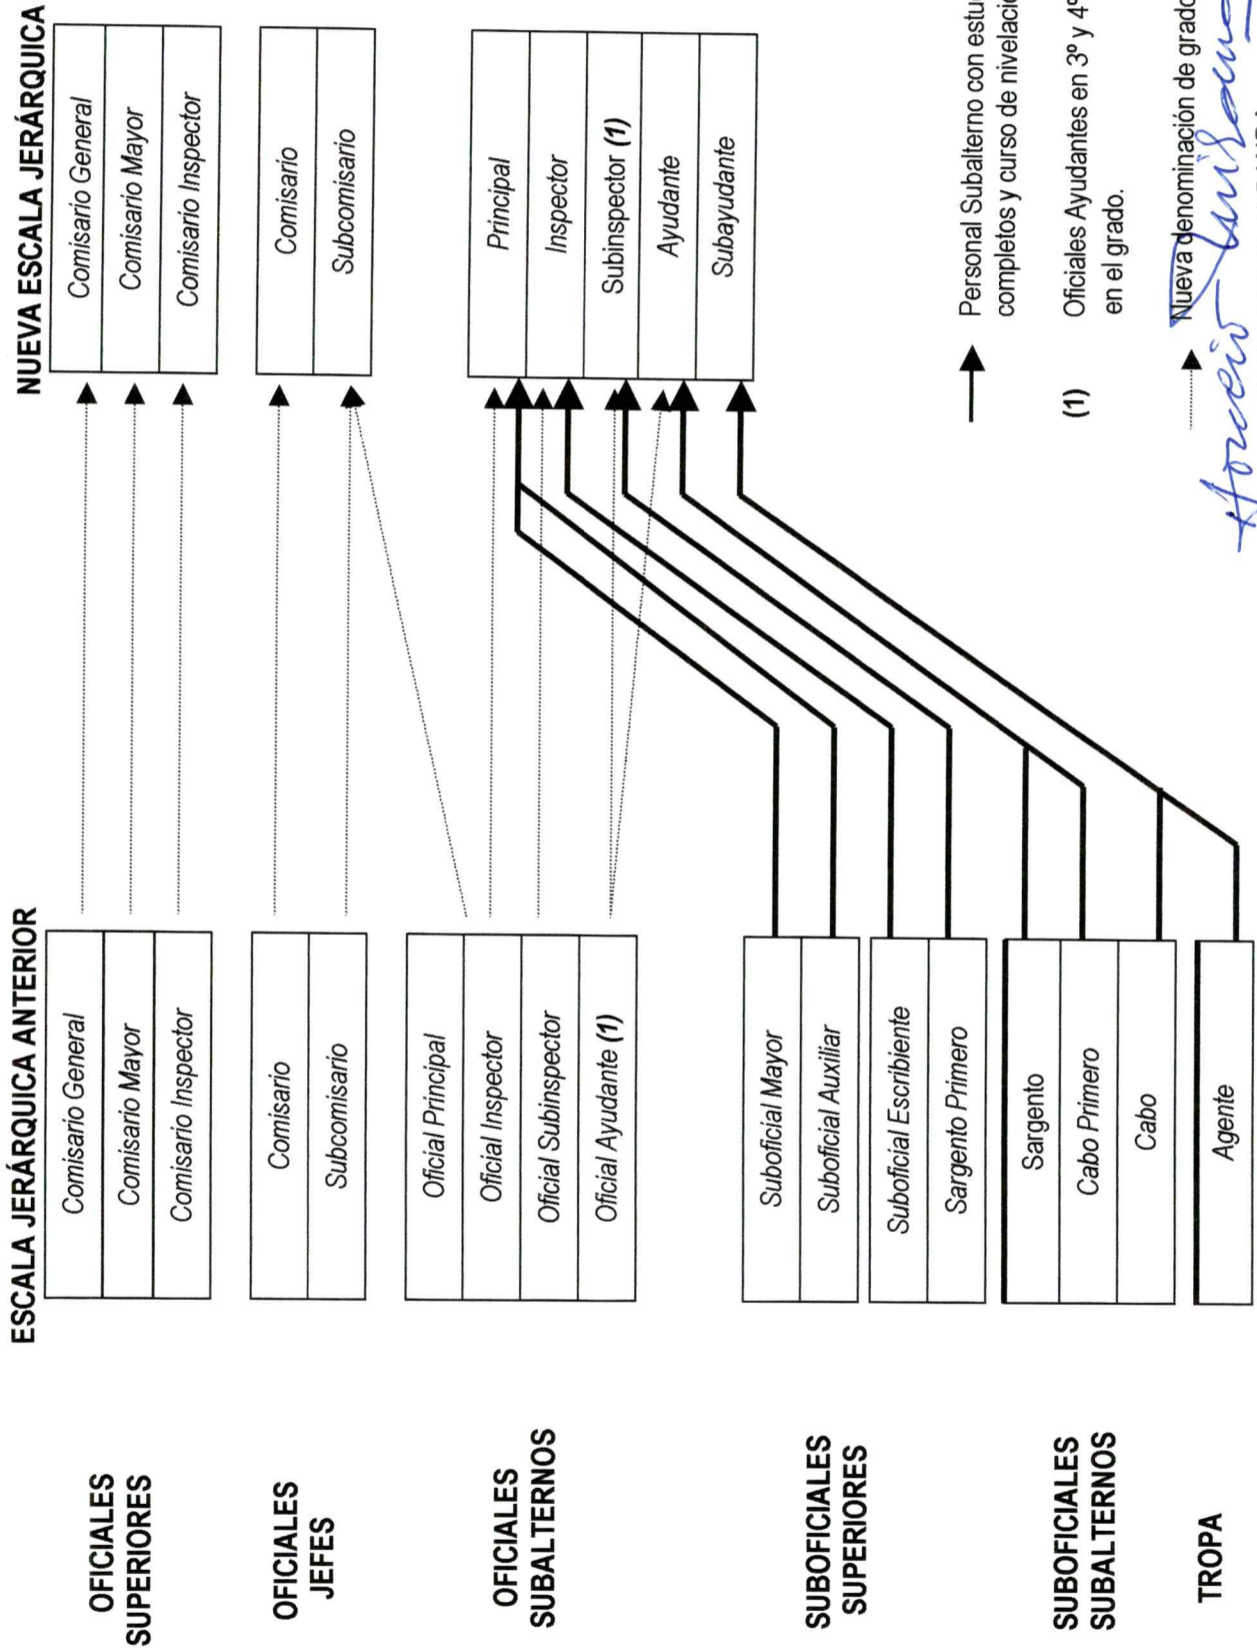 ESCALA JERÁRQUICA ANTERIOR
NUEVA ESCALA JERÁRQUICA
OFICIALES
SUPERIORES
Comisario General
Comisario Mayor
Comisario Inspector
Comisario General
Comisario Mayor
Comisario Inspector
OFICIALES
JEFES
Comisario
Subcomisario
Comisario
Subcomisario
OFICIALES
SUBALTERNOS
Oficial Principal
Oficial Inspector
Oficial Subinspector
Oficial Ayudante (1)
Principal
Inspector
Subinspector (1)
Ayudante
Subayudante
SUBOFICIALES
SUPERIORES
Suboficial Mayor
Suboficial Auxiliar
Suboficial Escribiente
Sargento Primero
SUBOFICIALES
SUBALTERNOS
Sargento
Cabo Primero
Cabo
TROPA
Agente
Personal Subalterno con
completos y curso de
(1) Oficiales Ayudantes en 3º y 4º
en el grado.
Nueva denominación de grado